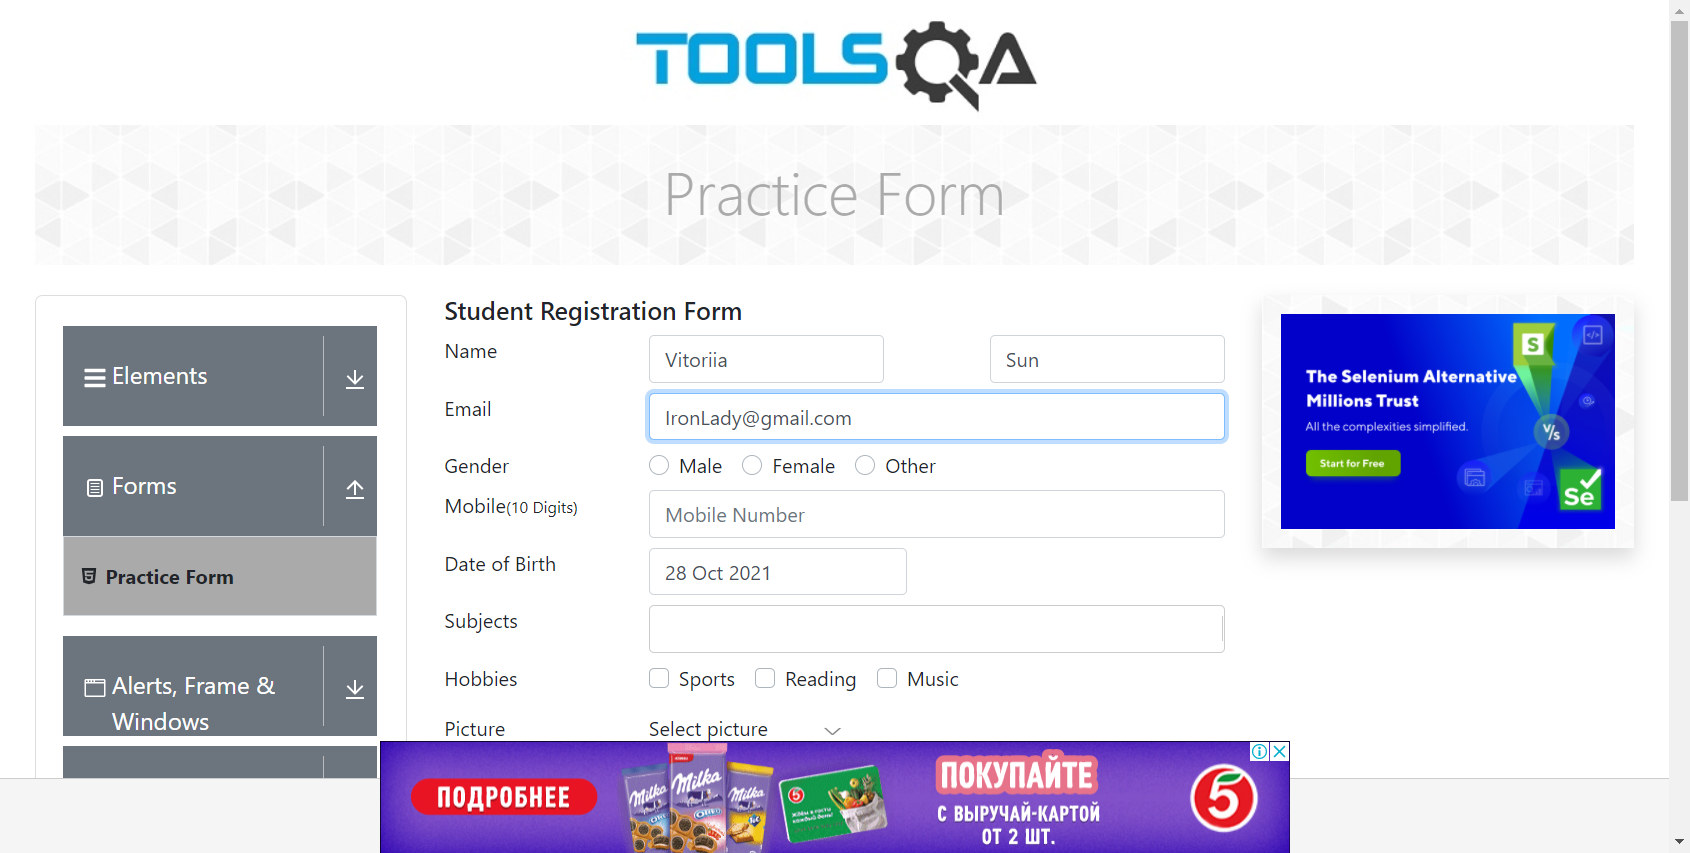 TOOLSQA
Practice Form
Elements
Forms
Practice Form
Alerts, Frame &
Windows
Student Registration Form
Name
Vitoriia
Sun
Email
IronLady@gmail.com
Gender
Male
Female
Other
Mobile(10 Digits)
Mobile Number
Date of Birth
28 Oct 2021
Subjects
Hobbies
Sports
Reading
Music
Picture
Select picture
S
The Selenium Alternative
Millions Trust
All the complexities simplified.
V/s
Start for Free
Se
ПОДРОБНЕЕ
Milka
Milka
Milka
OREO
5
ПОКУПАЙТЕ
С ВЫРУЧАЙ-КАРТОЙ
ОТ 2 ШТ.
5